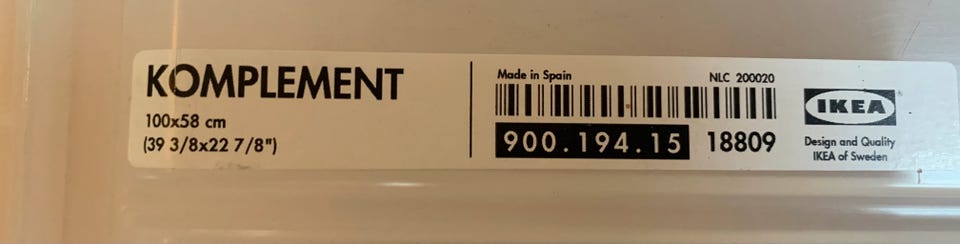 KOMPLEMENT
100x58 cm
(39 3/8x22 7/8")
Made in Spain
NLC 200020
900.194.15
18809
IKEA®
Design and Quality
IKEA of Sweden